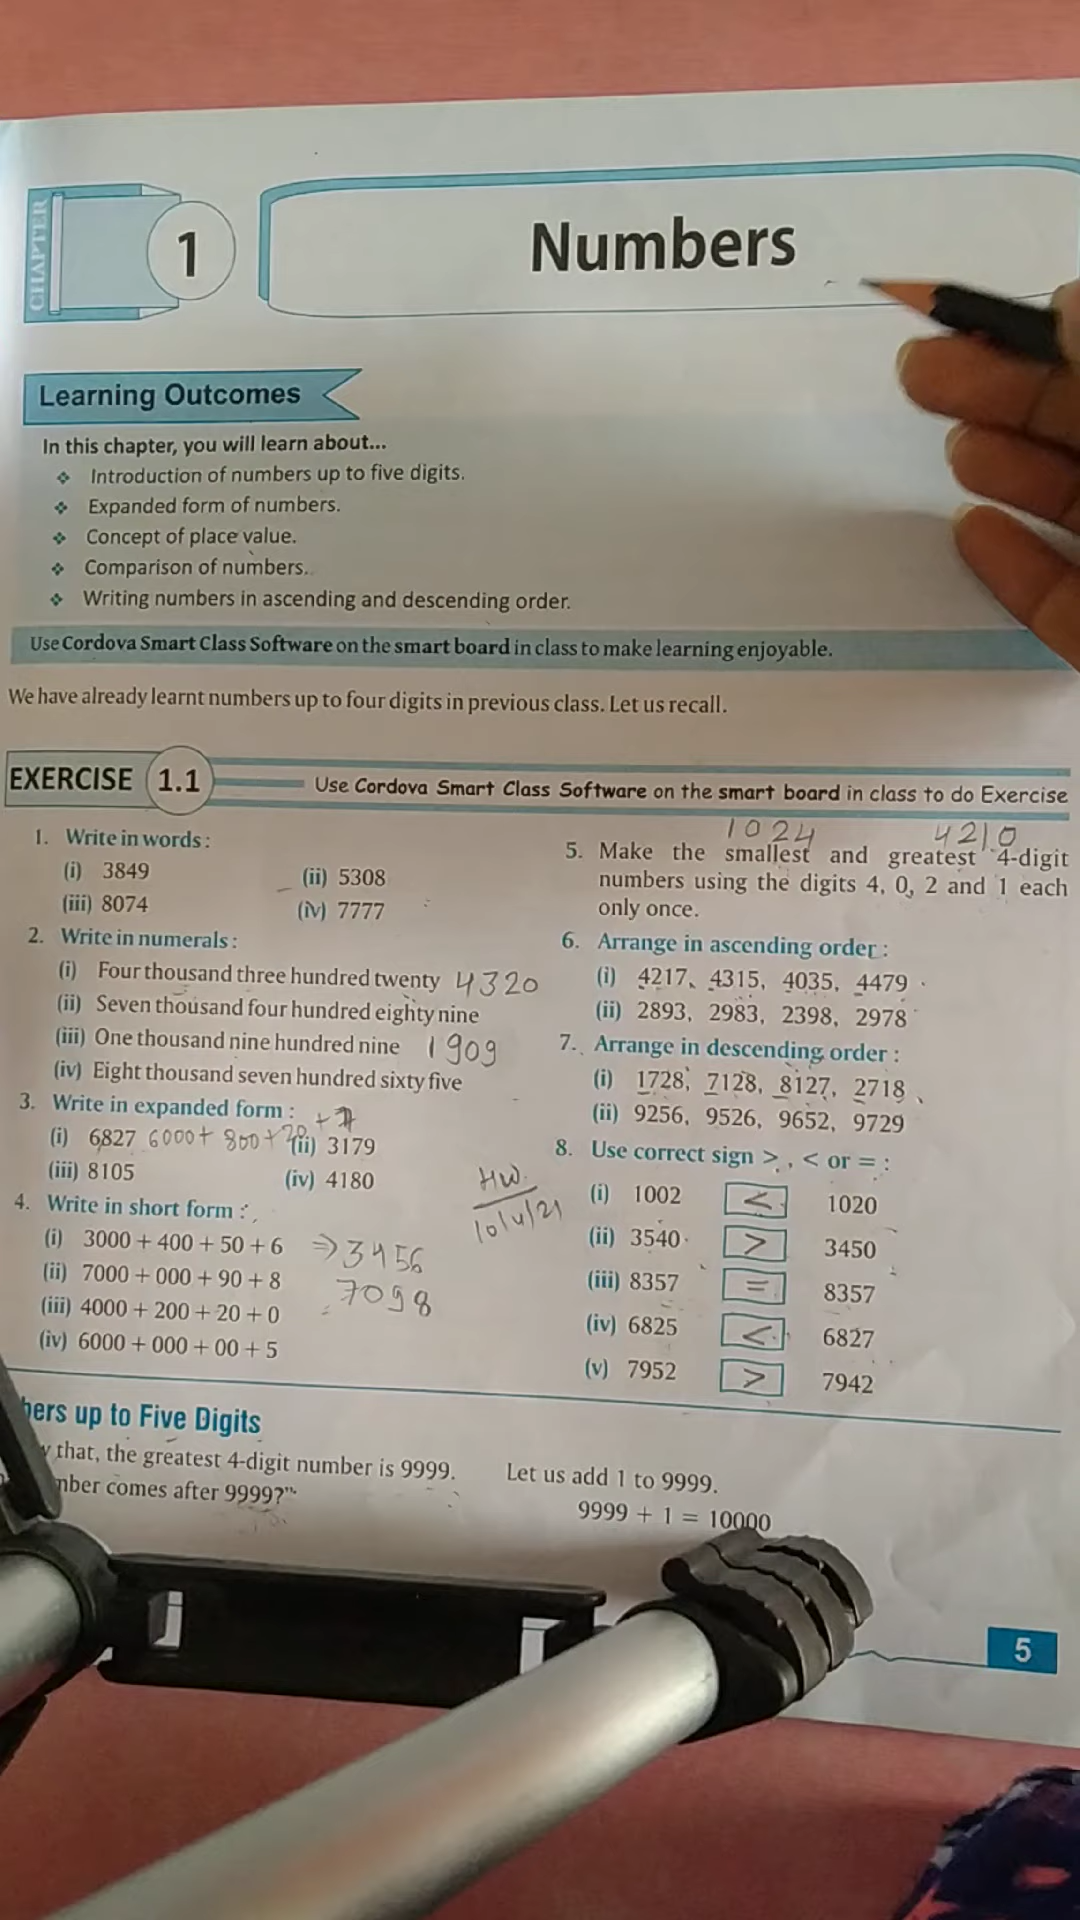 CHAPTER
1
Numbers
Learning Outcomes
In this chapter, you will learn about...
❖ Introduction of numbers up to five digits.
❖ Expanded form of numbers.
❖ Concept of place value.
❖ Comparison of numbers.
❖ Writing numbers in ascending and descending order.
Use Cordova Smart Class Software on the smart board in class to make learning enjoyable.
We have already learnt numbers up to four digits in previous class. Let us recall.
EXERCISE 1.1
Use Cordova Smart Class Software on the smart board in class to do Exercise
1. Write in words :
(i) 3849 (ii) 5308
(iii) 8074 (iv) 7777
2. Write in numerals :
(i) Four thousand three hundred twenty 4320
(ii) Seven thousand four hundred eighty nine
(iii) One thousand nine hundred nine 1909
(iv) Eight thousand seven hundred sixty five
3. Write in expanded form :
(i) 6827 6000+ 800+20+7 (ii) 3179
(iii) 8105 (iv) 4180
4. Write in short form :
(i) 3000 + 400 + 50 + 6 ⇒3456
(ii) 7000 + 000 + 90 + 8 7098
(iii) 4000 + 200 + 20 + 0
(iv) 6000 + 000 + 00 + 5
HW.
10/4/21
1024 4210
5. Make the smallest and greatest 4-digit
numbers using the digits 4, 0, 2 and 1 each
only once.
6. Arrange in ascending order :
(i) 4217, 4315, 4035, 4479
(ii) 2893, 2983, 2398, 2978
7. Arrange in descending order :
(i) 1728, 7128, 8127, 2718
(ii) 9256, 9526, 9652, 9729
8. Use correct sign >, < or = :
(i) 1002 < 1020
(ii) 3540 > 3450
(iii) 8357 = 8357
(iv) 6825 < 6827
(v) 7952 > 7942
up to Five Digits
that, the greatest 4-digit number is 9999.
comes after 9999?"
Let us add 1 to 9999.
9999 + 1 = 10000
5